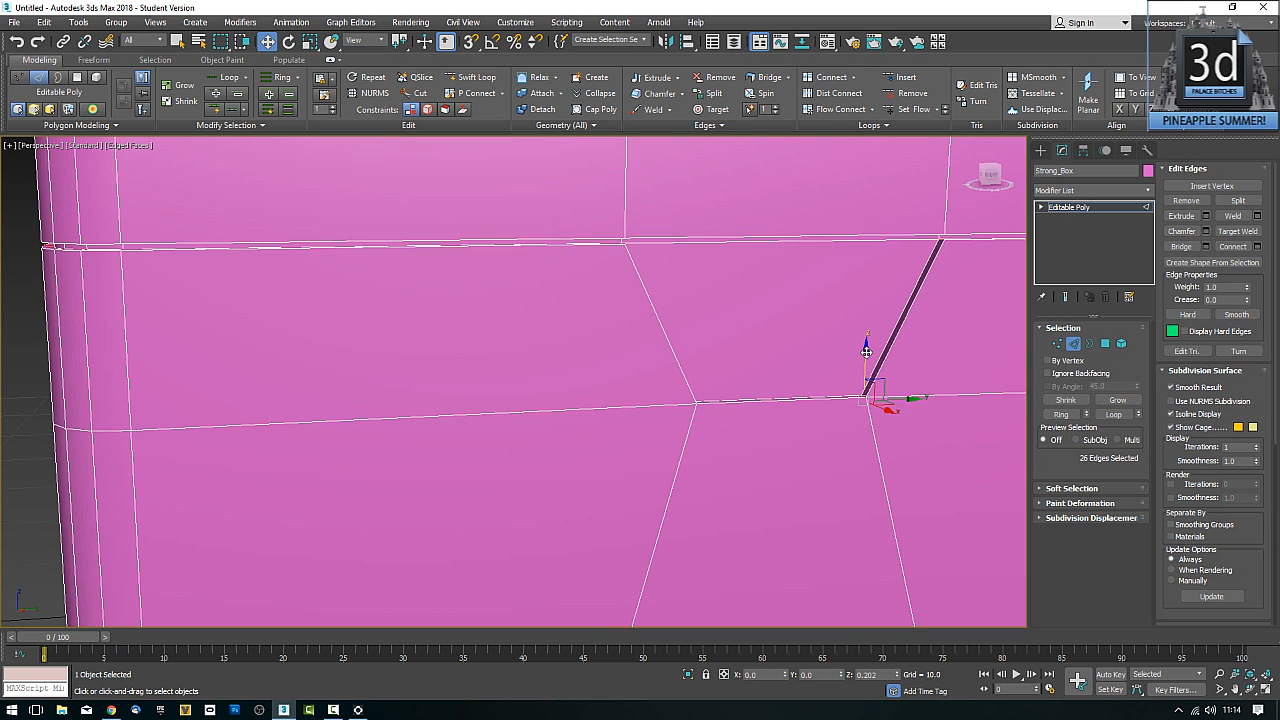 Untitled - Autodesk 3ds Max 2018 - Student Version
File Edit Tools Group Views Create Modifiers Animation Graph Editors Rendering Civil View Customize Scripting Content Arnold Help
Sign In Workspaces:
All View Create Selection Se
Modeling Freeform Selection Object Paint Populate
Grow Loop Ring Repeat QSlice Swift Loop Relax Create Extrude Remove Bridge Connect Insert MSmooth To View
Editable Poly Shrink NURMS Cut P Connect Attach Collapse Chamfer Split Spin Dist Connect Remove Edit Tris Tessellate
Constraints: Detach Cap Poly Weld Target Flow Connect Set Flow Turn Use Displac... Make Planar X Y
Polygon Modeling Modify Selection Edit Geometry (All) Edges Loops Tris Subdivision Align
3d
PALACE BITCHES
PINEAPPLE SUMMER!
[+] [Perspective] [Standard] [Edged Faces]
Strong_Box
Modifier List
Editable Poly
Selection
By Vertex
Ignore Backfacing
By Angle: 45.0
Shrink Grow
Ring Loop
Preview Selection
Off SubObj Multi
26 Edges Selected
Soft Selection
Paint Deformation
Subdivision Displacemen
Edit Edges
Insert Vertex
Remove Split
Extrude Weld
Chamfer Target Weld
Bridge Connect
Create Shape From Selection
Edge Properties
Weight: 1.0
Crease: 0.0
Hard Smooth
Display Hard Edges
Edit Tri. Turn
Subdivision Surface
Smooth Result
Use NURMS Subdivision
Isoline Display
Show Cage......
Display
Iterations: 1
Smoothness: 1.0
Render
Iterations: 0
Smoothness: 1.0
Separate By
Smoothing Groups
Materials
Update Options
Always
When Rendering
Manually
Update
0 / 100
0 5 10 15 20 25 30 35 40 45 50 55 60 65 70 75 80 85 90 95 100
1 Object Selected X: 0.0 Y: 0.0 Z: 0.202 Grid = 10.0 Auto Key Selected
MAXScript Mi Click or click-and-drag to select objects Add Time Tag 0 Set Key Key Filters...
11:14